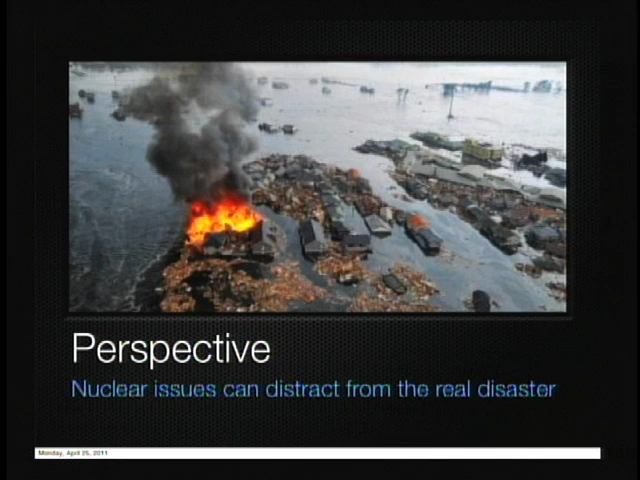 Perspective
Nuclear issues can distract from the real disaster
Monday, April 25, 2011